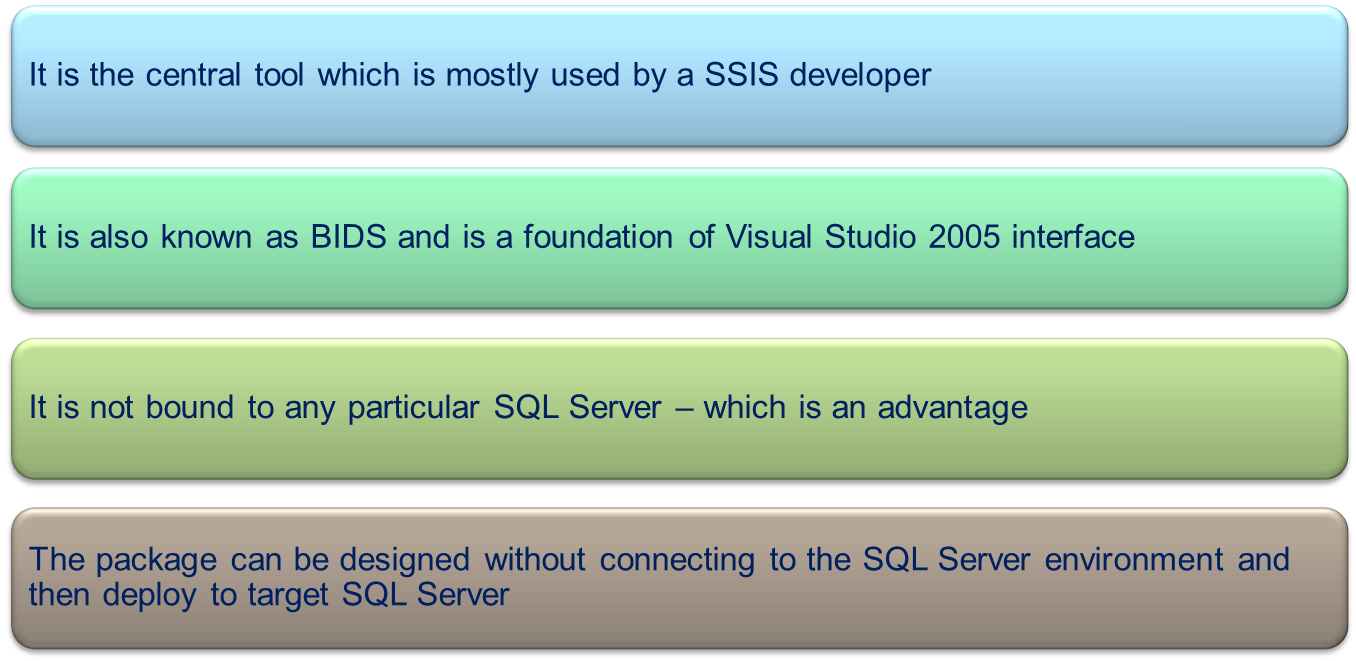 It is the central tool which is mostly used by a SSIS developer
It is also known as BIDS and is a foundation of Visual Studio 2005 interface
It is not bound to any particular SQL Server – which is an advantage
The package can be designed without connecting to the SQL Server environment and
then deploy to target SQL Server